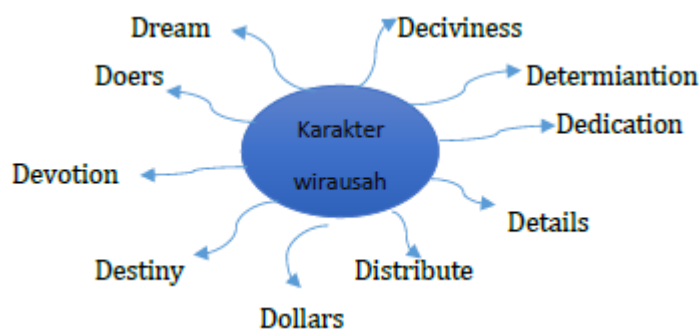 Dream
Deciviness
Doers
Determiantion
Karakter
wirausah
Dedication
Devotion
Details
Destiny
Distribute
Dollars